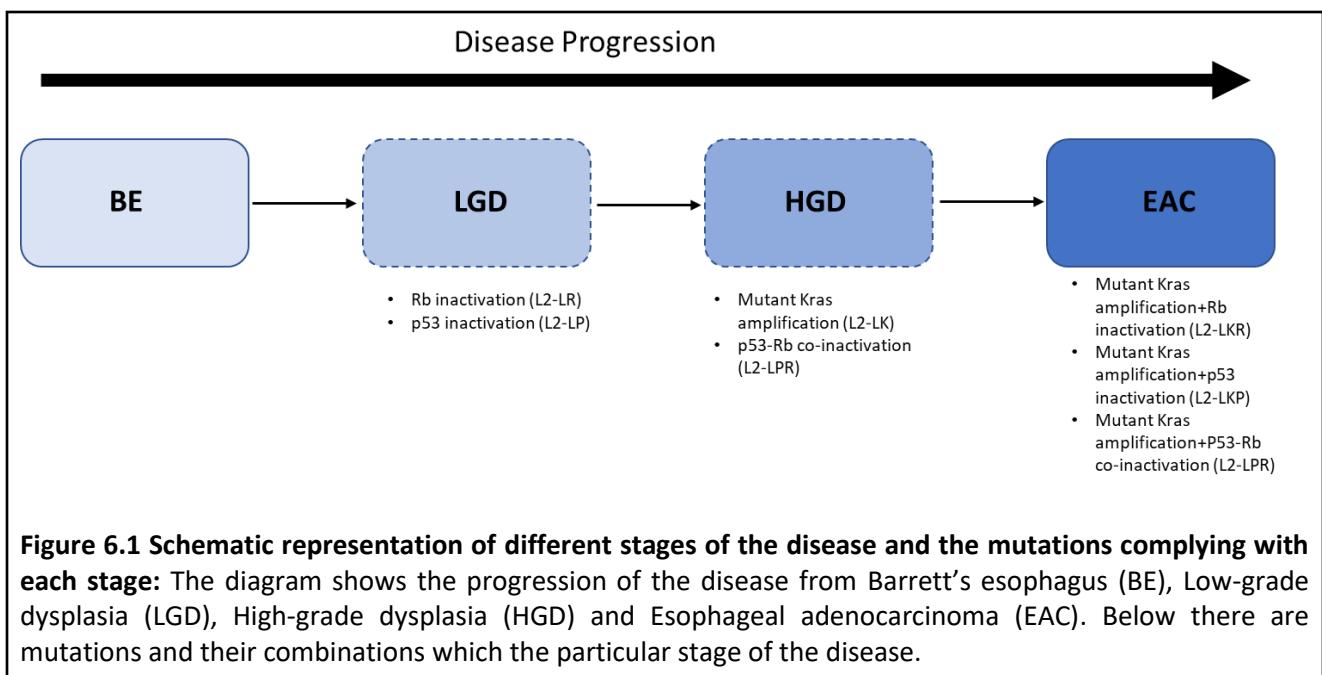 Disease Progression
BE
LGD
HGD
EAC
• Rb inactivation (L2-LR)
• p53 inactivation (L2-LP)
• Mutant Kras
amplification (L2-LK)
• p53-Rb co-inactivation
(L2-LPR)
• Mutant Kras
amplification+Rb
inactivation (L2-LKR)
• Mutant Kras
amplification+p53
inactivation (L2-LKP)
• Mutant Kras
amplification+P53-Rb
co-inactivation (L2-LPR)
Figure 6.1 Schematic representation of different stages of the disease and the mutations complying with
each stage: The diagram shows the progression of the disease from Barrett’s esophagus (BE), Low-grade
dysplasia (LGD), High-grade dysplasia (HGD) and Esophageal adenocarcinoma (EAC). Below there are
mutations and their combinations which the particular stage of the disease.